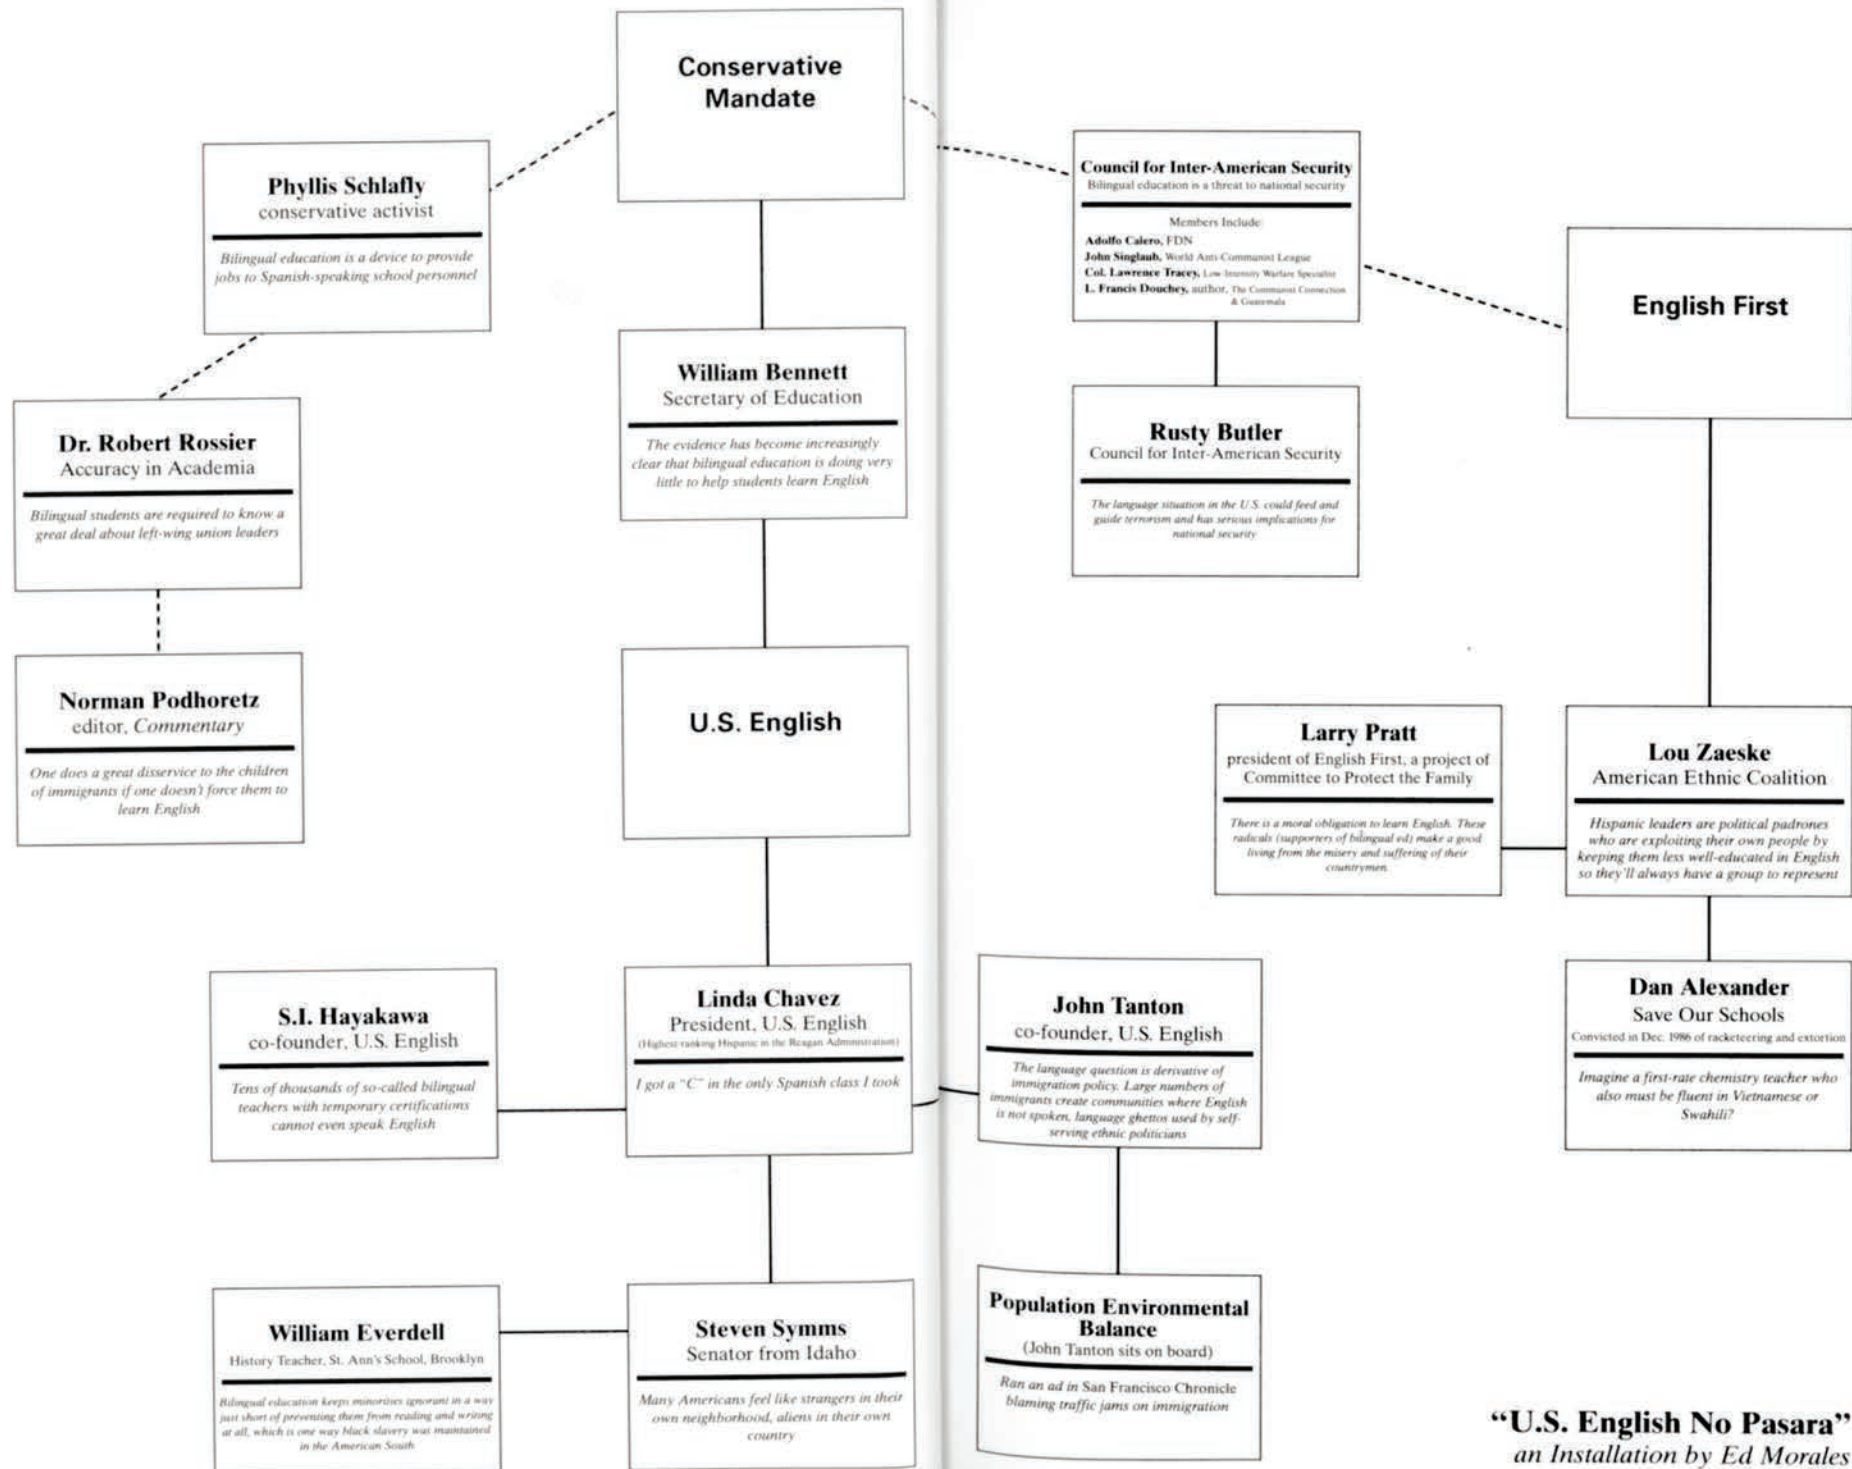 Conservative
Mandate
Phyllis Schlafly
conservative activist
Bilingual education is a device to provide
jobs to Spanish-speaking school personnel
Council for Inter-American Security
Bilingual education is a threat to national security
Members Include
Adolfo Calero, FDN
John Singlaub, World Anti-Communist League
Col. Lawrence Tracey, Low-Intensity Warfare Specialist
L. Francis Douchey, author, The Communist Connection
& Guatemala
English First
William Bennett
Secretary of Education
The evidence has become increasingly
clear that bilingual education is doing very
little to help students learn English
Dr. Robert Rossier
Accuracy in Academia
Bilingual students are required to know a
great deal about left-wing union leaders
Rusty Butler
Council for Inter-American Security
The language situation in the U.S. could feed and
guide terrorism and has serious implications for
national security
Norman Podhoretz
editor, Commentary
One does a great disservice to the children
of immigrants if one doesn't force them to
learn English
U.S. English
Larry Pratt
president of English First, a project of
Committee to Protect the Family
There is a moral obligation to learn English. These
radicals (supporters of bilingual ed) make a good
living from the misery and suffering of their
countrymen
Lou Zaeske
American Ethnic Coalition
Hispanic leaders are political padrones
who are exploiting their own people by
keeping them less well-educated in English
so they'll always have a group to represent
S.I. Hayakawa
co-founder, U.S. English
Tens of thousands of so-called bilingual
teachers with temporary certifications
cannot even speak English
Linda Chavez
President, U.S. English
(Highest-ranking Hispanic in the Reagan Administration)
I got a "C" in the only Spanish class I took
John Tanton
co-founder, U.S. English
The language question is derivative of
immigration policy. Large numbers of
immigrants create communities where English
is not spoken, language ghettos used by self-
serving ethnic politicians
Dan Alexander
Save Our Schools
Convicted in Dec. 1986 of racketeering and extortion
Imagine a first-rate chemistry teacher who
also must be fluent in Vietnamese or
Swahili?
William Everdell
History Teacher, St. Ann's School, Brooklyn
Bilingual education keeps minorities ignorant in a way
just short of preventing them from reading and writing
at all, which is one way black slavery was maintained
in the American South
Steven Symms
Senator from Idaho
Many Americans feel like strangers in their
own neighborhood, aliens in their own
country
Population Environmental
Balance
(John Tanton sits on board)
Ran an ad in San Francisco Chronicle
blaming traffic jams on immigration
“U.S. English No Pasara”
an Installation by Ed Morales